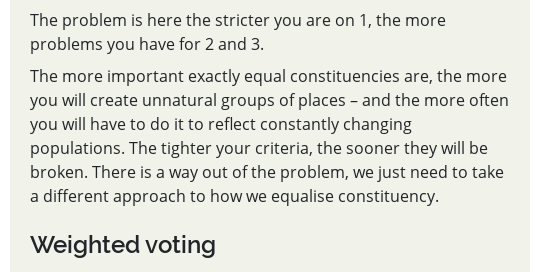 The problem is here the stricter you are on 1, the more
problems you have for 2 and 3.
The more important exactly equal constituencies are, the more
you will create unnatural groups of places – and the more often
you will have to do it to reflect constantly changing
populations. The tighter your criteria, the sooner they will be
broken. There is a way out of the problem, we just need to take
a different approach to how we equalise constituency.
Weighted voting